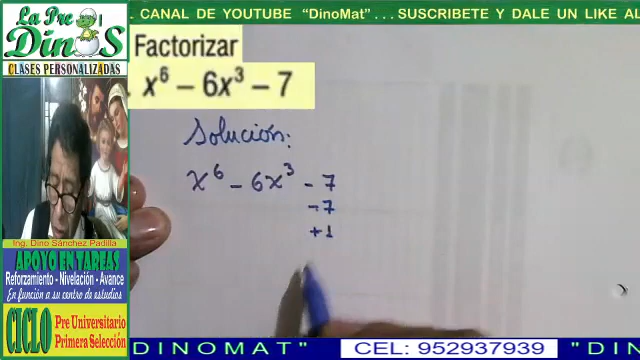 . CANAL DE YOUTUBE "DinoMat"... SUSCRIBETE Y DALE UN LIKE AL
La Pre
DinoS
CLASES PERSONALIZADAS
Factorizar
x⁶ − 6x³ − 7
Solución:
x⁶ − 6x³ − 7
−7
+1
Ing. Dino Sánchez Padilla
APOYO EN TAREAS
Reforzamiento - Nivelación - Avance
En función a su centro de estudios
CICLO Pre Universitario
Primera Selección
DINOMAT" CEL: 952937939 "DIN